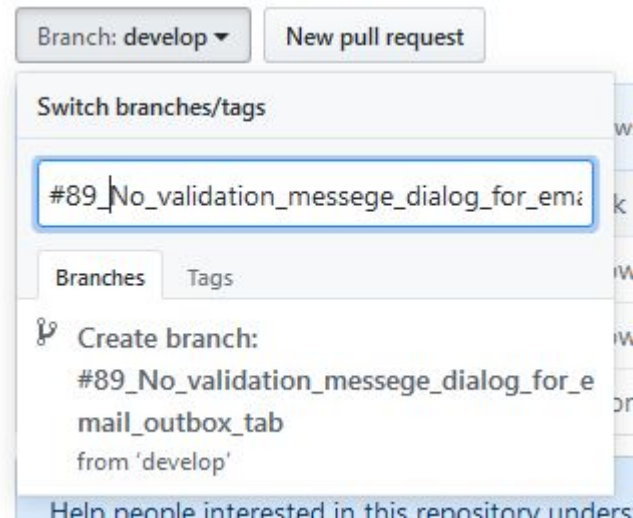 Branch: develop New pull request
Switch branches/tags
#89_No_validation_messege_dialog_for_ema
Branches Tags
Create branch:
#89_No_validation_messege_dialog_for_e
mail_outbox_tab
from ‘develop’
Help people interested in this repository unders